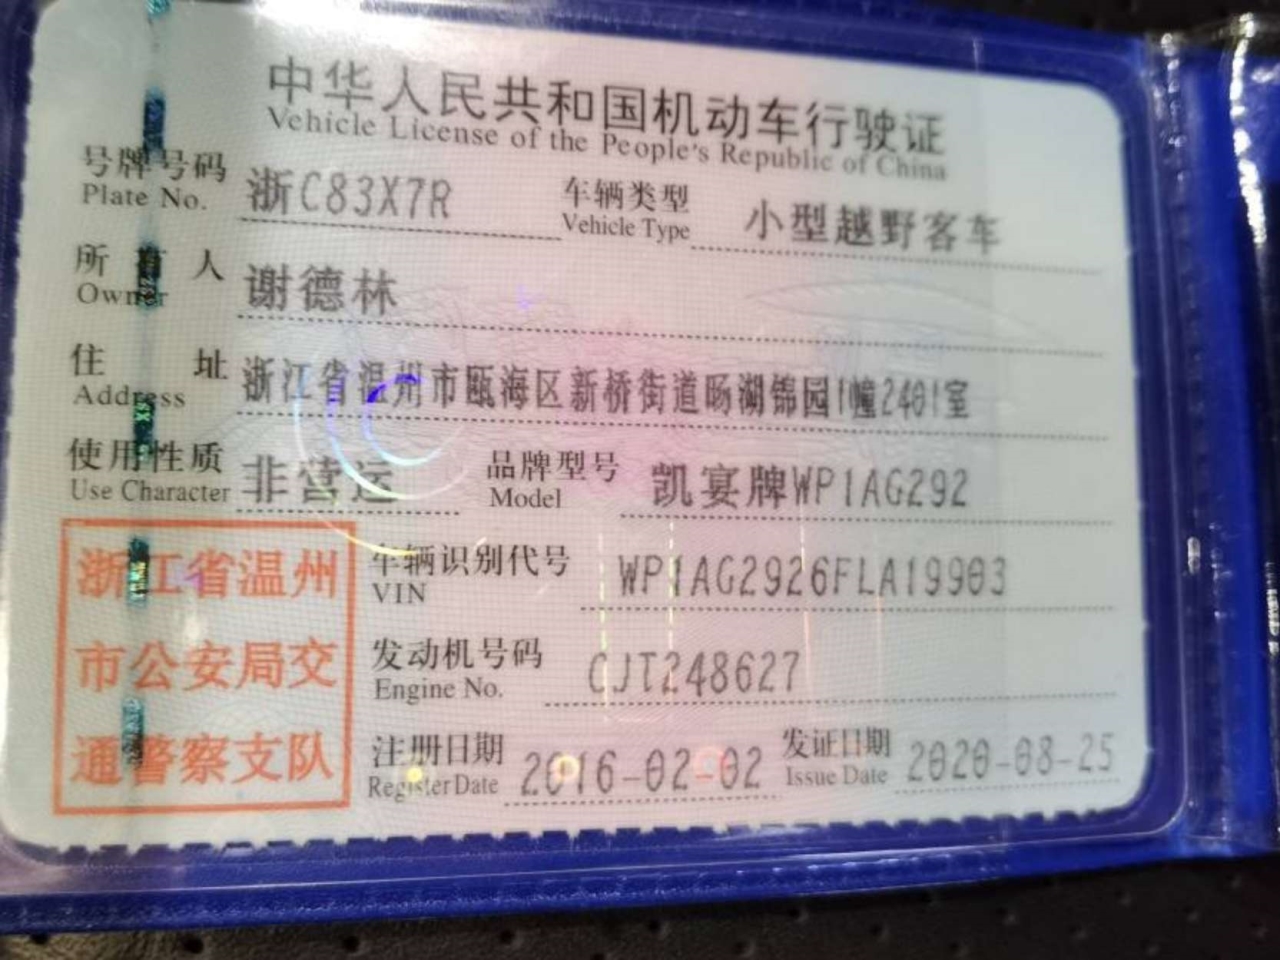 中华人民共和国机动车行驶证
Vehicle License of the People's Republic of China
号牌号码 浙C83X7R 车辆类型 小型越野客车
Plate No. Vehicle Type
所有人 谢德林
Owner
住址 浙江省温州市瓯海区新桥街道旸湖锦园1幢2401室
Address
使用性质 非营运 品牌型号 凯宴牌WP1AG292
Use Character Model
浙江省温州
市公安局交
通警察支队
车辆识别代号 WP1AG2926FLA19903
VIN
发动机号码 CJT248627
Engine No.
注册日期 2016-02-02 发证日期 2020-08-25
Register Date Issue Date